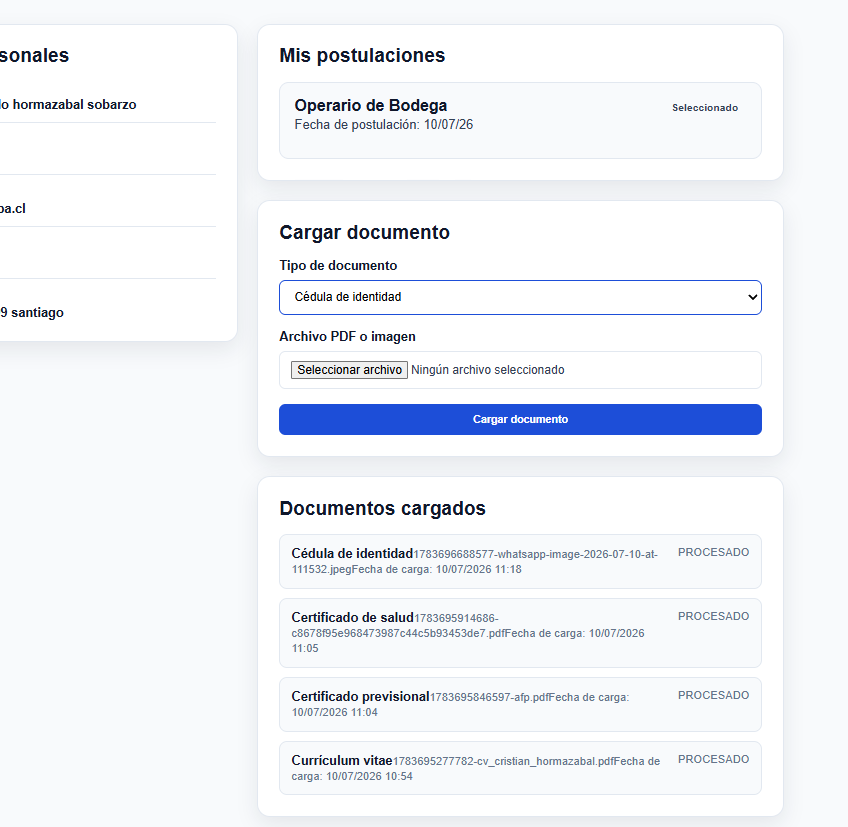 sonales
lo hormazabal sobarzo
pa.cl
9 santiago
Mis postulaciones
Operario de Bodega
Seleccionado
Fecha de postulación: 10/07/26
Cargar documento
Tipo de documento
Cédula de identidad
Archivo PDF o imagen
Seleccionar archivo Ningún archivo seleccionado
Cargar documento
Documentos cargados
Cédula de identidad1783696688577-whatsapp-image-2026-07-10-at-
111532.jpegFecha de carga: 10/07/2026 11:18
PROCESADO
Certificado de salud1783695914686-
c8678f95e968473987c44c5b93453de7.pdfFecha de carga: 10/07/2026
11:05
PROCESADO
Certificado previsional1783695846597-afp.pdfFecha de carga:
10/07/2026 11:04
PROCESADO
Currículum vitae1783695277782-cv_cristian_hormazabal.pdfFecha de
carga: 10/07/2026 10:54
PROCESADO